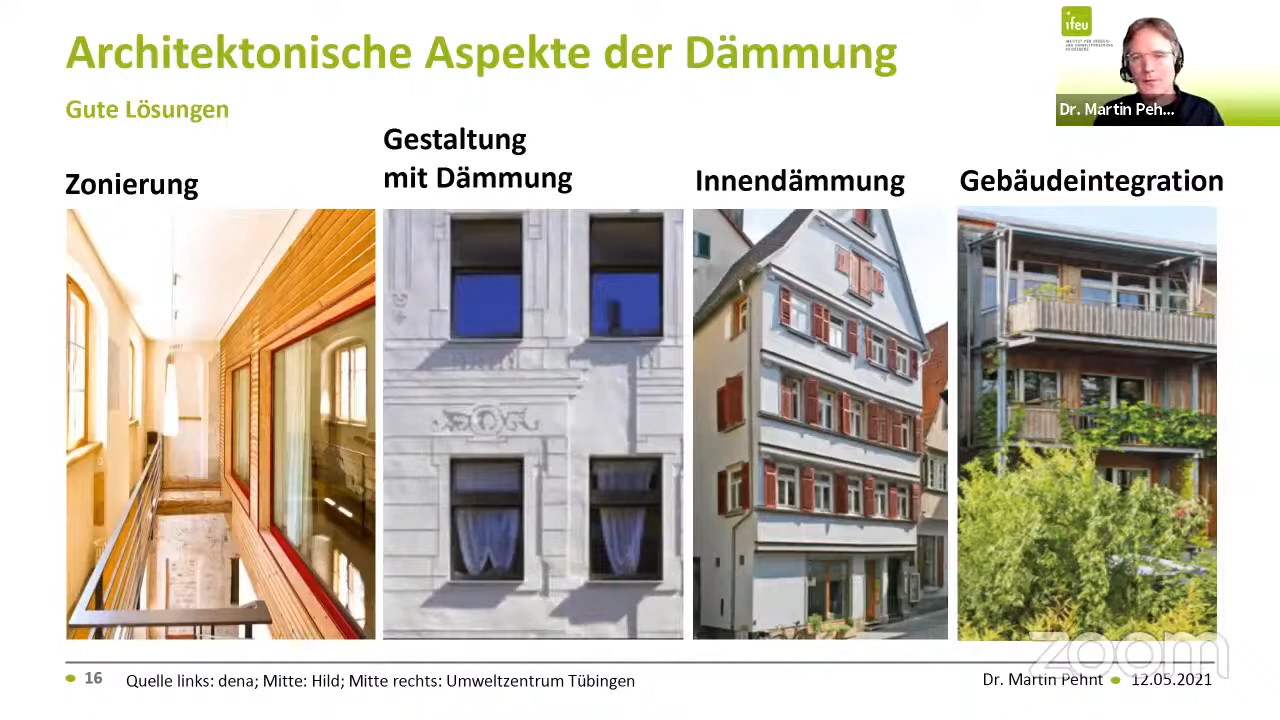 Architektonische Aspekte der Dämmung
Gute Lösungen
ifeu
Dr. Martin Peh...
Zonierung
Gestaltung
mit Dämmung
Innendämmung
Gebäudeintegration
zoom
16
Quelle links: dena; Mitte: Hild; Mitte rechts: Umweltzentrum Tübingen
Dr. Martin Pehnt
12.05.2021